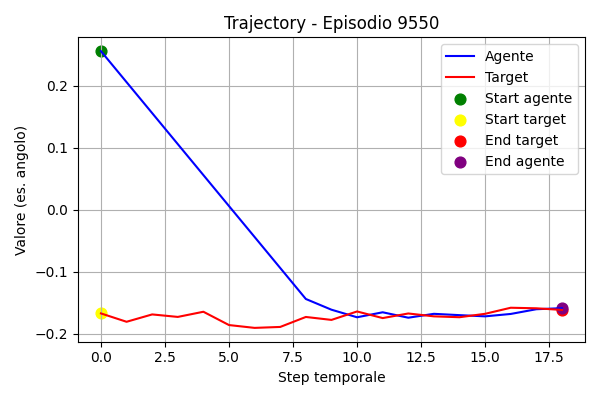 Trajectory - Episodio 9550
Agente
Target
Start agente
Start target
End target
End agente
Valore (es. angolo)
0.2
0.1
0.0
−0.1
−0.2
0.0
2.5
5.0
7.5
10.0
12.5
15.0
17.5
Step temporale